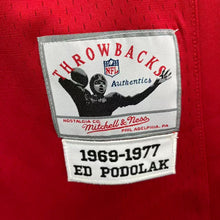 THROWBACKS
NFL
Authentics
NOSTALGIA CO.
Mitchell & Ness
PHILADELPHIA, PA.
1969-1977
ED PODOLAK